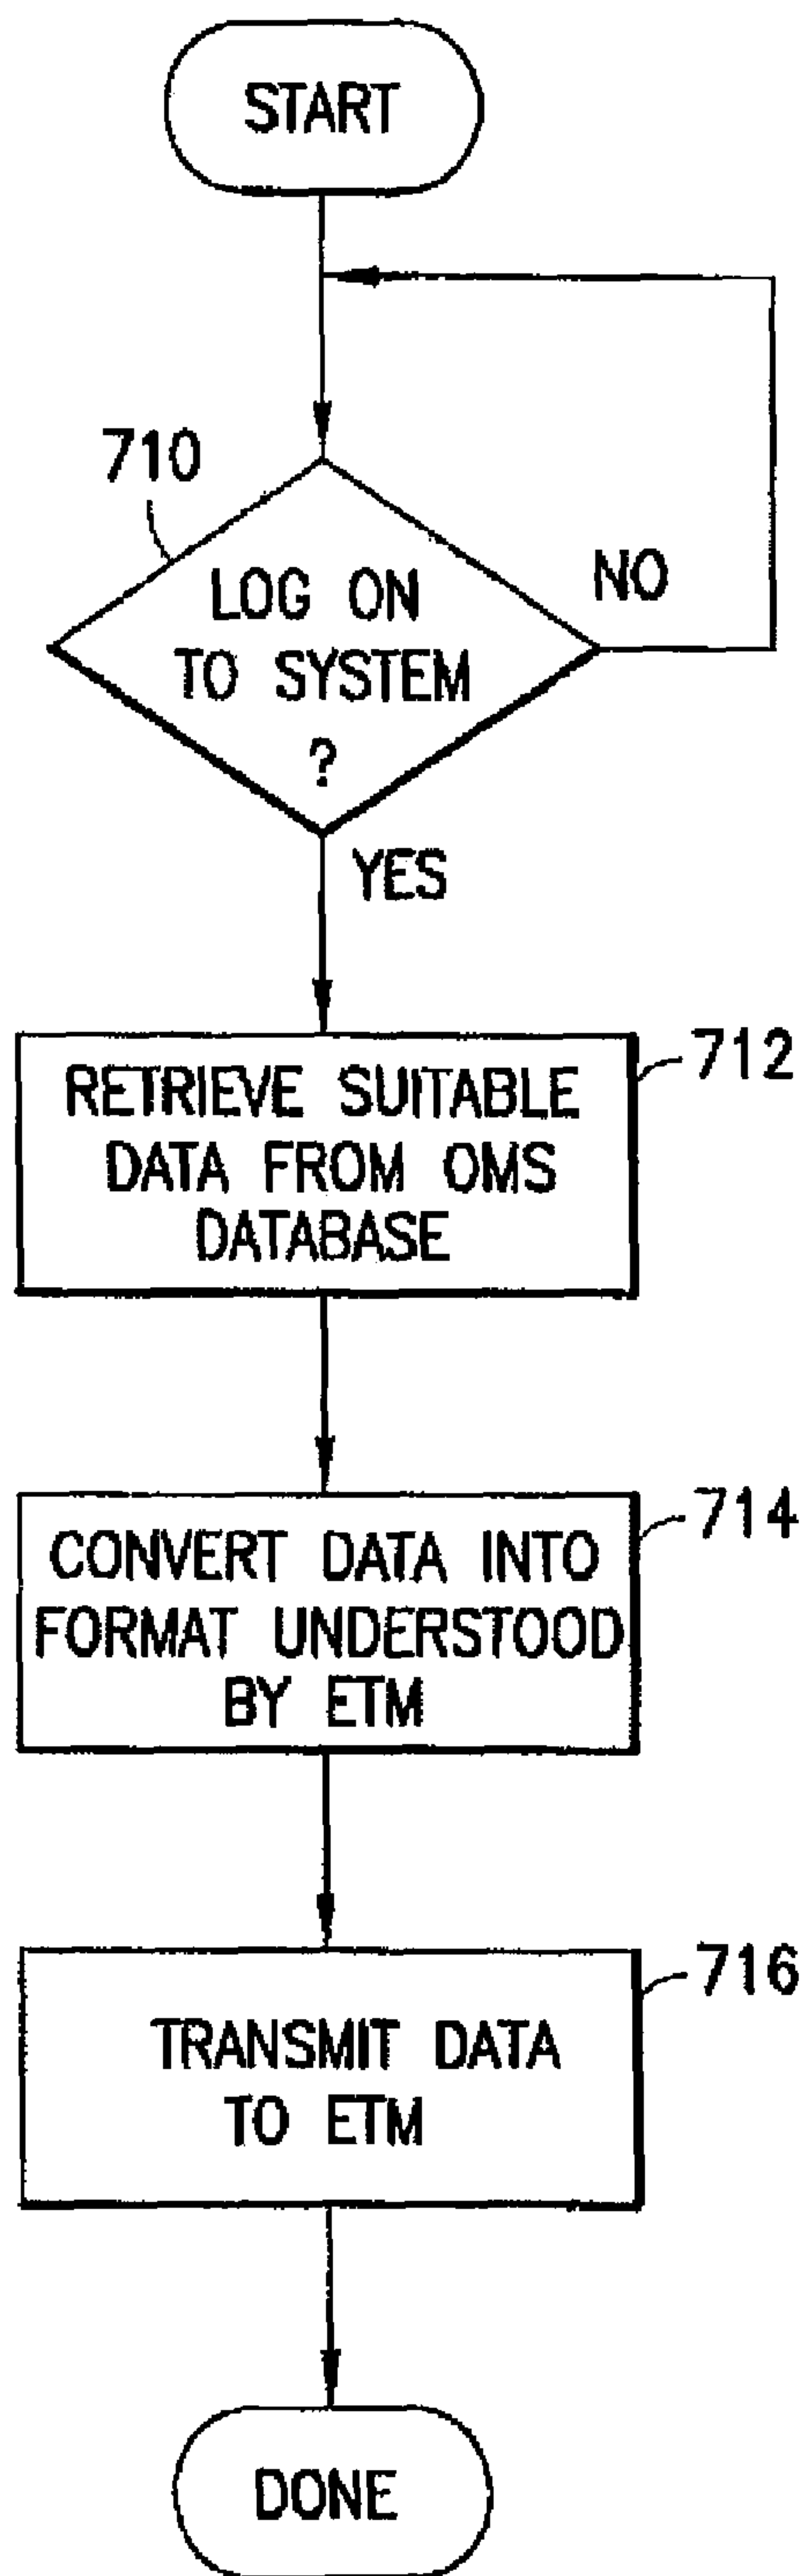 START
710
LOG ON
TO SYSTEM
?
NO
YES
712
RETRIEVE SUITABLE
DATA FROM OMS
DATABASE
714
CONVERT DATA INTO
FORMAT UNDERSTOOD
BY ETM
716
TRANSMIT DATA
TO ETM
DONE